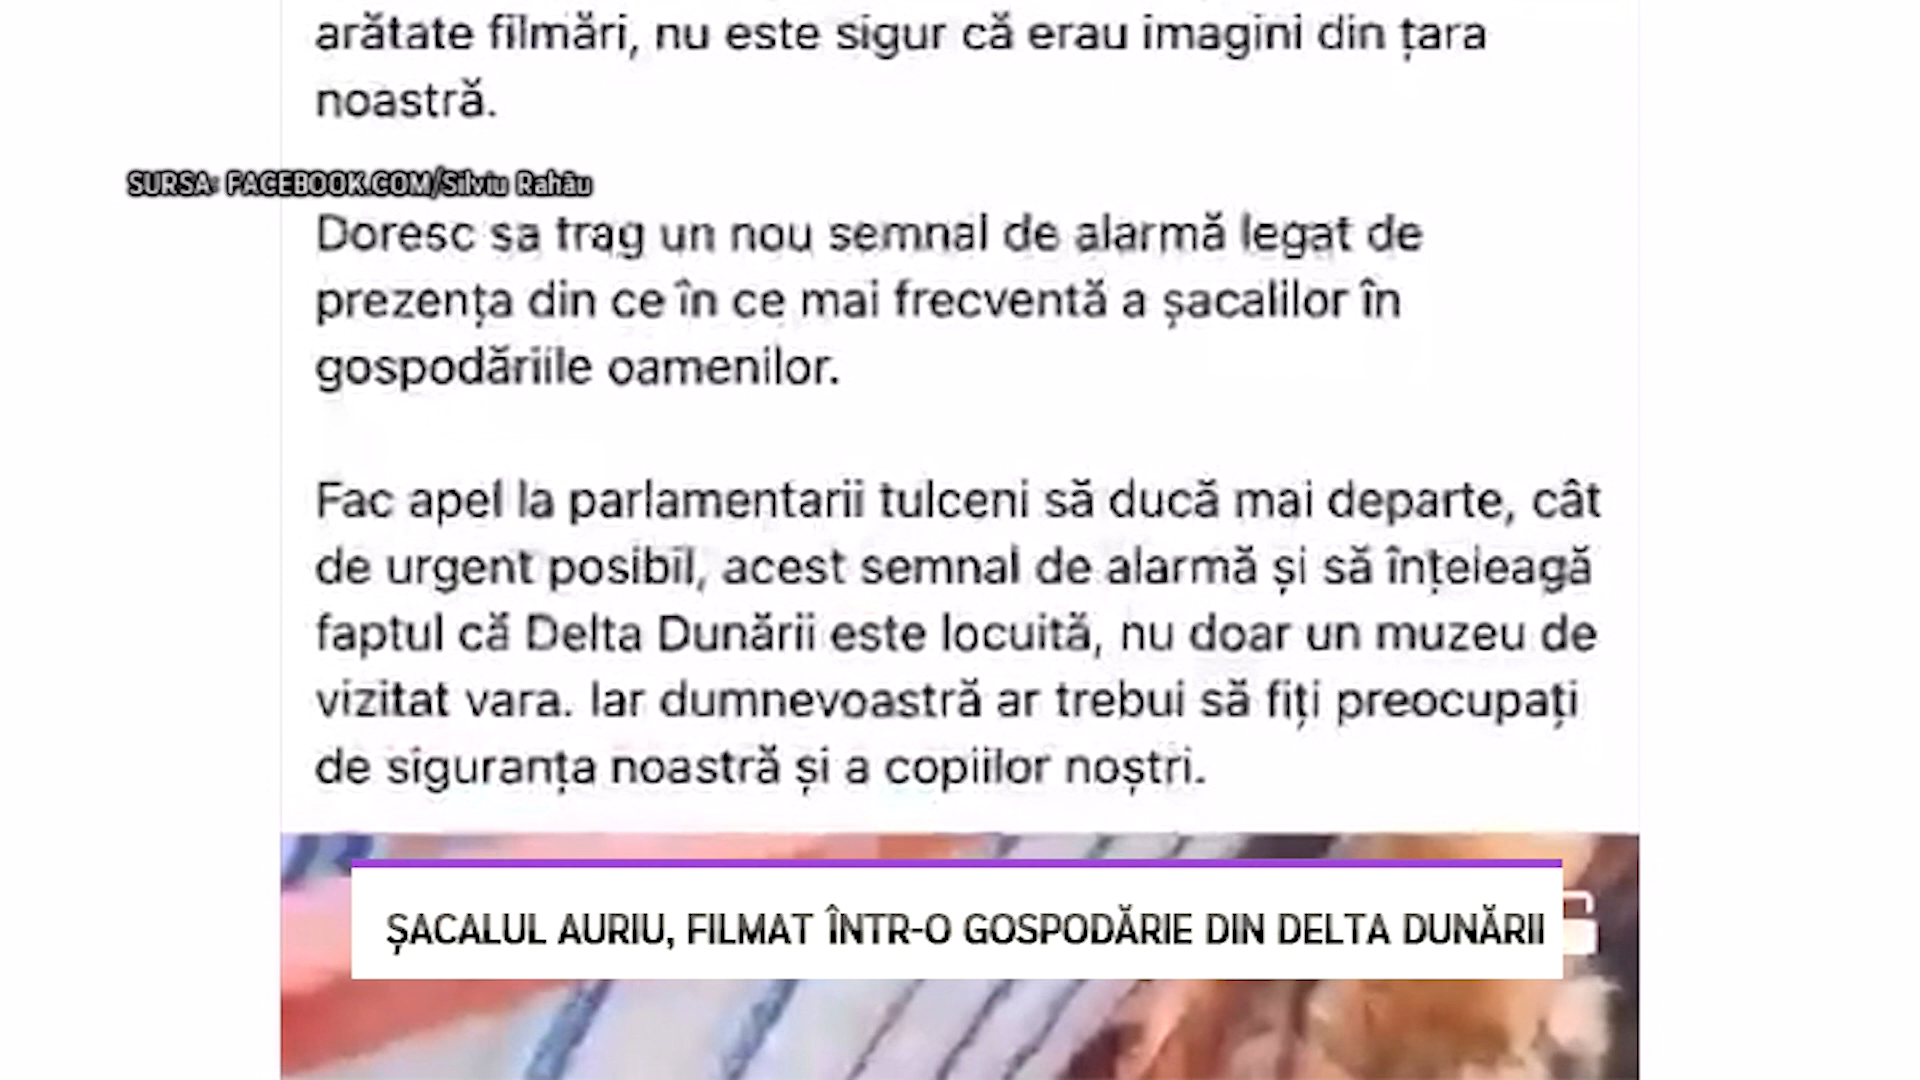 arătate filmări, nu este sigur că erau imagini din țara
noastră.
SURSA: FACEBOOK.COM/Silviu Rahău
Doresc sa trag un nou semnal de alarmă legat de
prezența din ce în ce mai frecventă a șacalilor în
gospodăriile oamenilor.
Fac apel la parlamentarii tulceni să ducă mai departe, cât
de urgent posibil, acest semnal de alarmă și să înțeleagă
faptul că Delta Dunării este locuită, nu doar un muzeu de
vizitat vara. Iar dumnevoastră ar trebui să fiți preocupați
de siguranța noastră și a copiilor noștri.
ȘACALUL AURIU, FILMAT ÎNTR-O GOSPODĂRIE DIN DELTA DUNĂRII